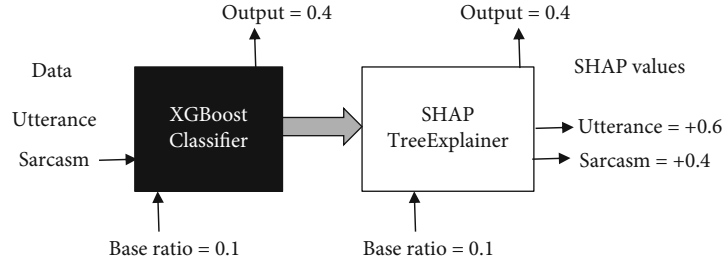 Output = 0.4
Output = 0.4
Data
SHAP values
XGBoost
Classifier
SHAP
TreeExplainer
Utterance
Utterance = +0.6
Sarcasm
Sarcasm = +0.4
Base ratio = 0.1
Base ratio = 0.1